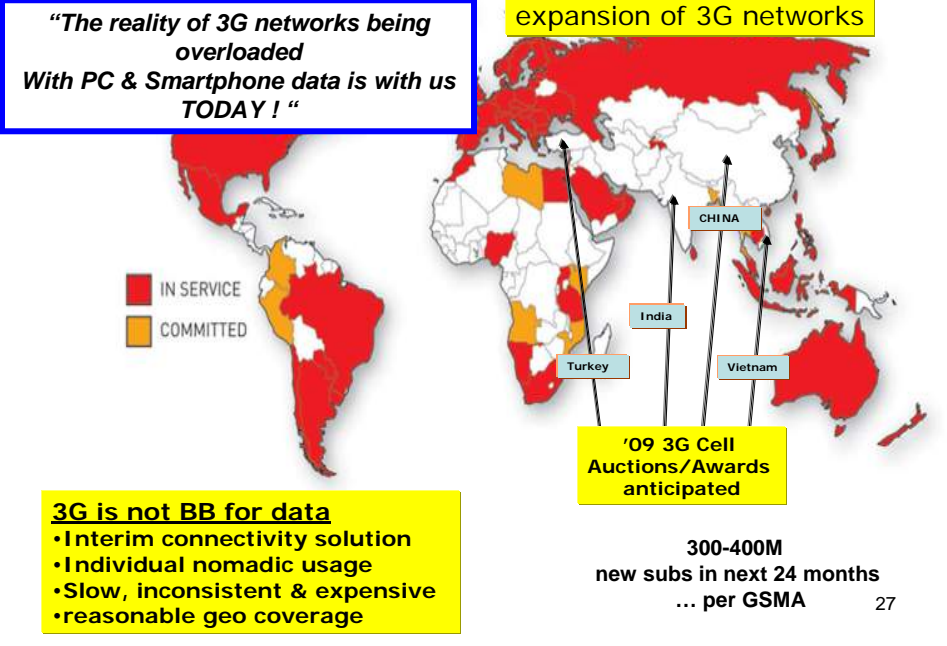 "The reality of 3G networks being
overloaded
With PC & Smartphone data is with us
TODAY ! "
expansion of 3G networks
CHINA
IN SERVICE
COMMITTED
India
Turkey
Vietnam
'09 3G Cell
Auctions/Awards
anticipated
3G is not BB for data
•Interim connectivity solution
•Individual nomadic usage
•Slow, inconsistent & expensive
•reasonable geo coverage
300-400M
new subs in next 24 months
… per GSMA
27